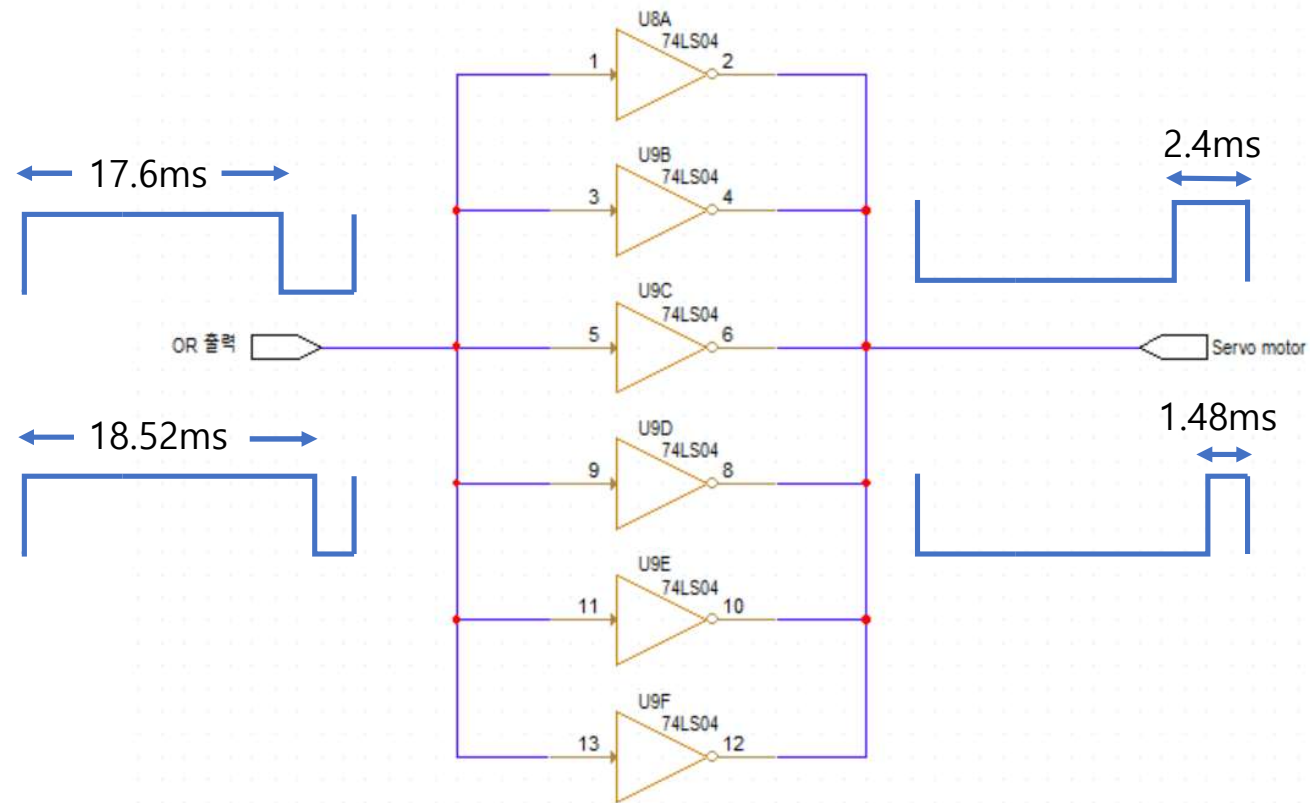 U8A
74LS04
1
2
U9B
74LS04
3
4
17.6ms
2.4ms
U9C
74LS04
5
6
OR 출력
Servo motor
18.52ms
1.48ms
U9D
74LS04
9
8
U9E
74LS04
11
10
U9F
74LS04
13
12